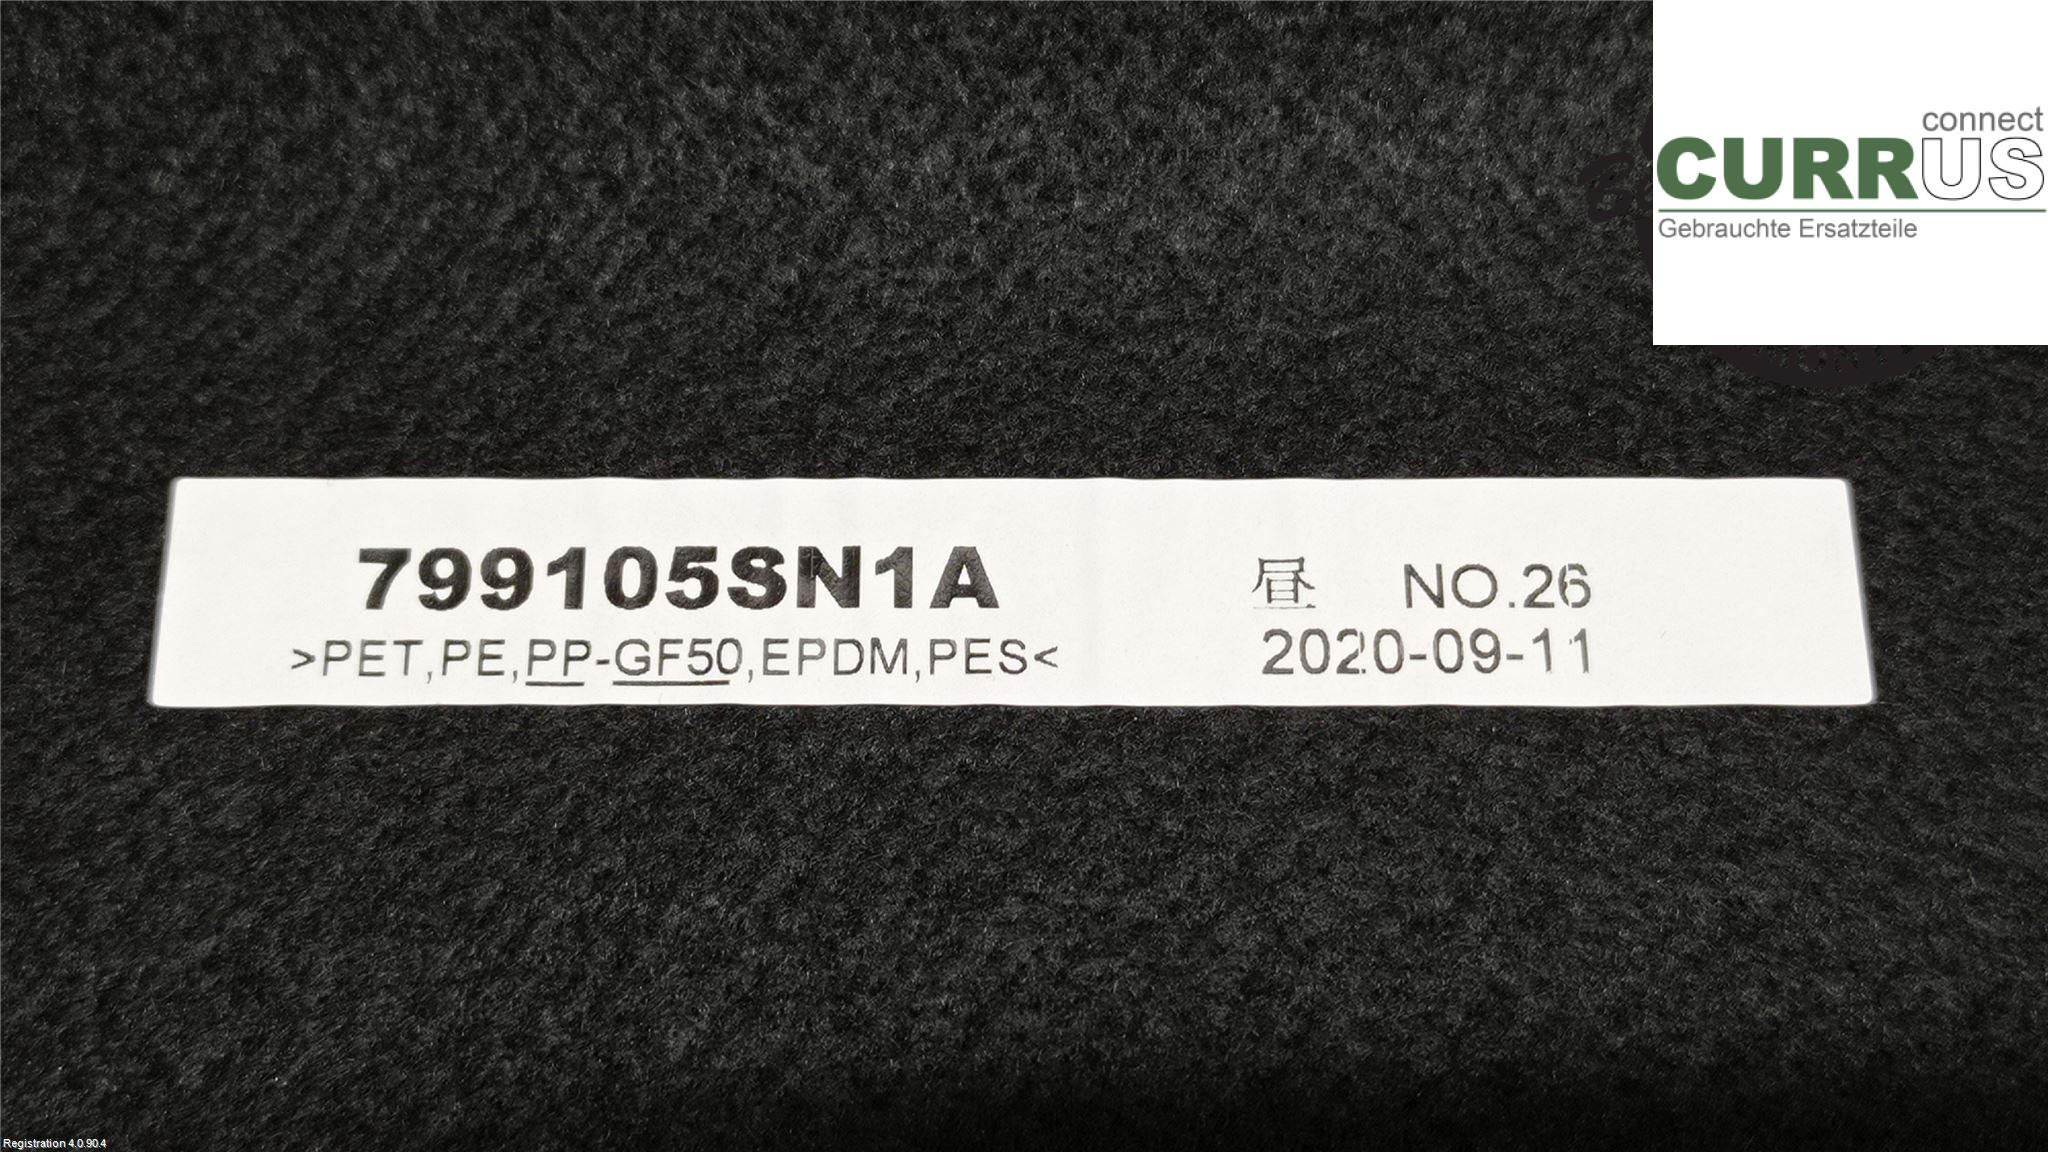 connect
CURRUS
Gebrauchte Ersatzteile
799105SN1A
昼 NO.26
>PET,PE,PP-GF50,EPDM,PES<
2020-09-11
Registration 4.0.90.4